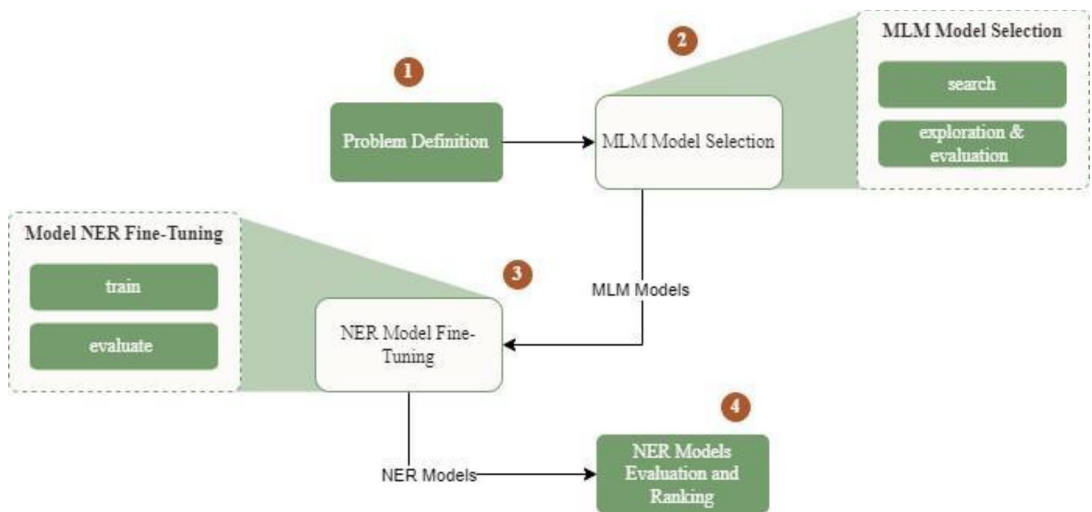 1
Problem Definition
2
MLM Model Selection
MLM Model Selection
search
exploration &
evaluation
MLM Models
Model NER Fine-Tuning
train
evaluate
3
NER Model Fine-
Tuning
NER Models
4
NER Models
Evaluation and
Ranking